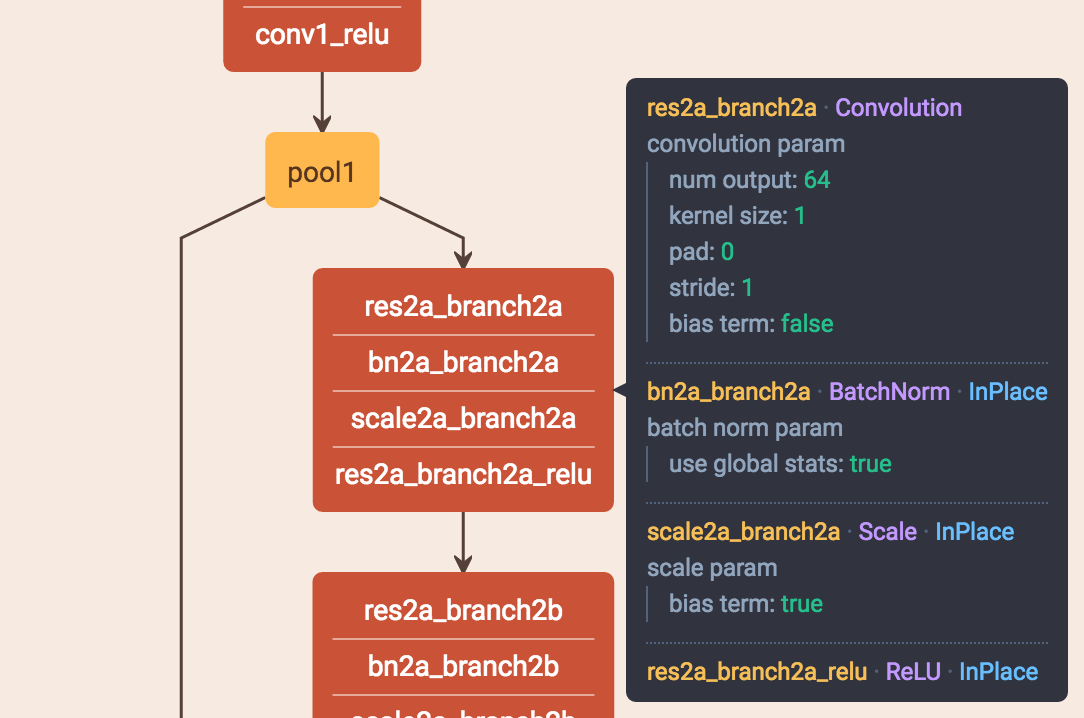 conv1_relu
pool1
res2a_branch2a
bn2a_branch2a
scale2a_branch2a
res2a_branch2a_relu
res2a_branch2b
bn2a_branch2b
scale2a_branch2b
res2a_branch2a · Convolution
convolution param
num output: 64
kernel size: 1
pad: 0
stride: 1
bias term: false
bn2a_branch2a · BatchNorm · InPlace
batch norm param
use global stats: true
scale2a_branch2a · Scale · InPlace
scale param
bias term: true
res2a_branch2a_relu · ReLU · InPlace